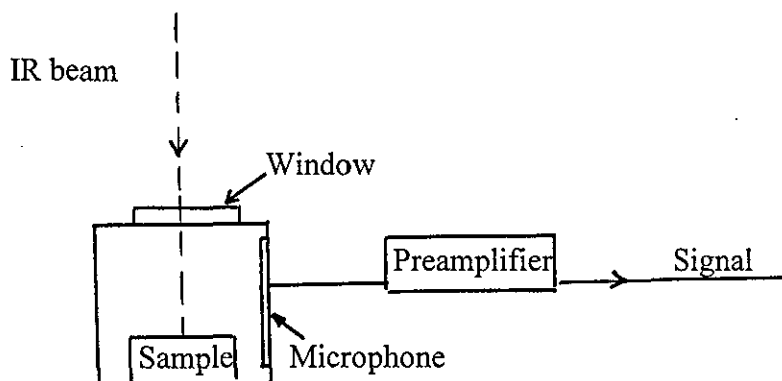 IR beam
Window
Preamplifier
Signal
Sample
Microphone